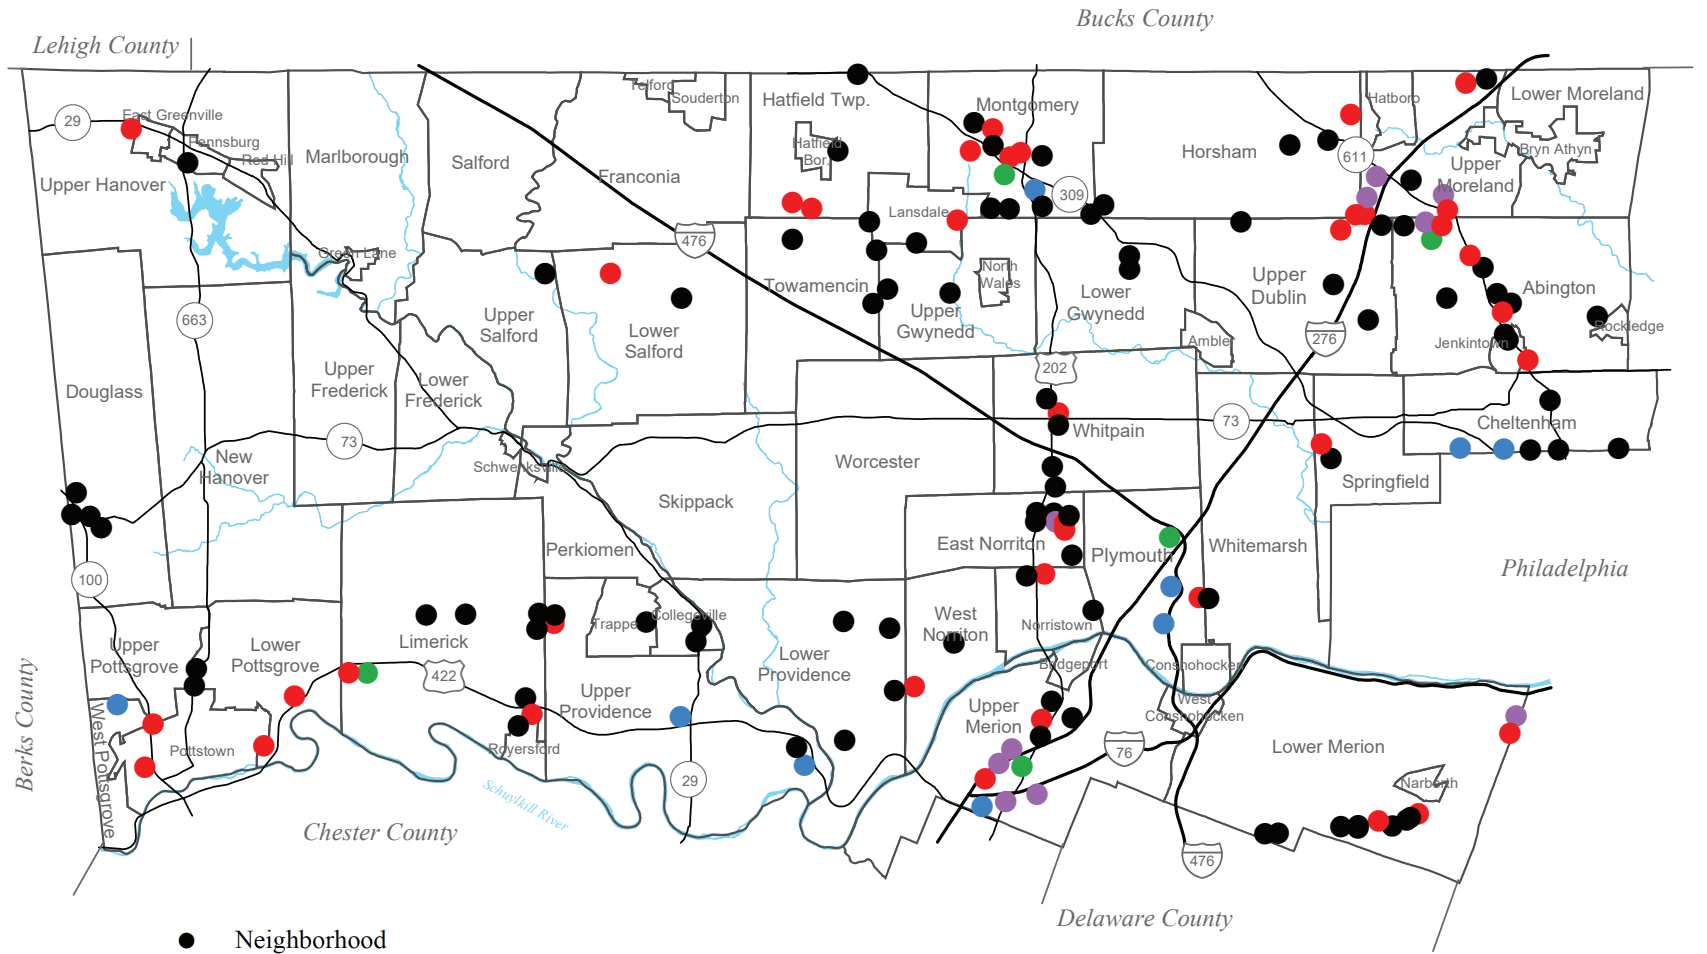 Bucks County
Lehigh County
29
East Greenville
Pennsburg
Red Hill
Upper Hanover
Marlborough
Salford
Telford
Souderton
Franconia
Hatfield Twp.
Hatfield
Bor.
Montgomery
309
Lansdale
Horsham
611
Hatboro
Lower Moreland
Bryn Athyn
Upper
Moreland
Green Lane
476
663
Towamencin
North
Wales
Upper
Gwynedd
Lower
Gwynedd
Upper
Dublin
Abington
Rockledge
Jenkintown
276
Ambler
Upper
Salford
Lower
Salford
Douglass
Upper
Frederick
Lower
Frederick
202
73
Whitpain
73
Cheltenham
New
Hanover
Schwenksville
Worcester
Springfield
Skippack
Perkiomen
East Norriton
Plymouth
Whitemarsh
Philadelphia
100
Upper
Pottsgrove
Lower
Pottsgrove
Limerick
422
Trappe
Collegeville
Lower
Providence
West
Norriton
Norristown
Bridgeport
Conshohocken
West
Conshohocken
Upper
Providence
Upper
Merion
Berks County
West Pottsgrove
Pottstown
Royersford
29
76
Lower Merion
Narberth
Schuylkill River
Chester County
476
Delaware County
Neighborhood